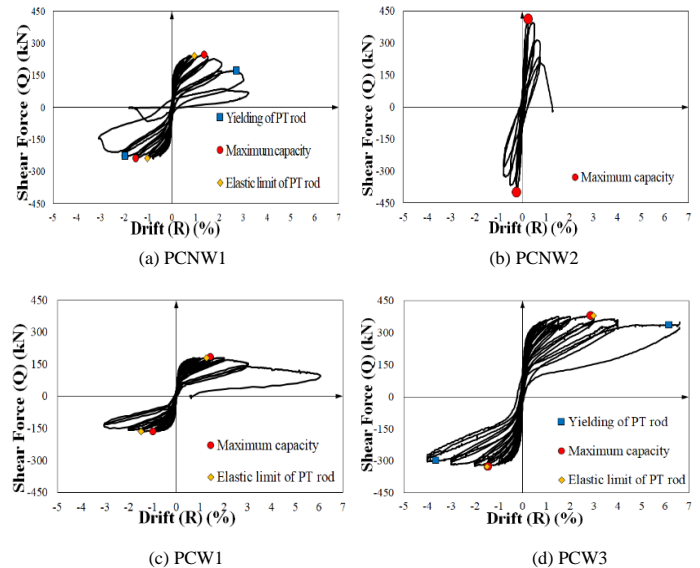 450
300
150
0
-150
-300
-450
Shear Force (Q) (kN)
Yielding of PT rod
Maximum capacity
Elastic limit of PT rod
-5 -4 -3 -2 -1 0 1 2 3 4 5 6 7
Drift (R) (%)
(a) PCNW1
450
300
150
0
-150
-300
-450
Shear Force (Q) (kN)
Maximum capacity
-5 -4 -3 -2 -1 0 1 2 3 4 5 6 7
Drift (R) (%)
(b) PCNW2
450
300
150
0
-150
-300
-450
Shear Force (Q) (kN)
Maximum capacity
Elastic limit of PT rod
-5 -4 -3 -2 -1 0 1 2 3 4 5 6 7
Drift (R) (%)
(c) PCW1
450
300
150
0
-150
-300
-450
Shear Force (Q) (kN)
Yielding of PT rod
Maximum capacity
Elastic limit of PT rod
-5 -4 -3 -2 -1 0 1 2 3 4 5 6 7
Drift (R) (%)
(d) PCW3